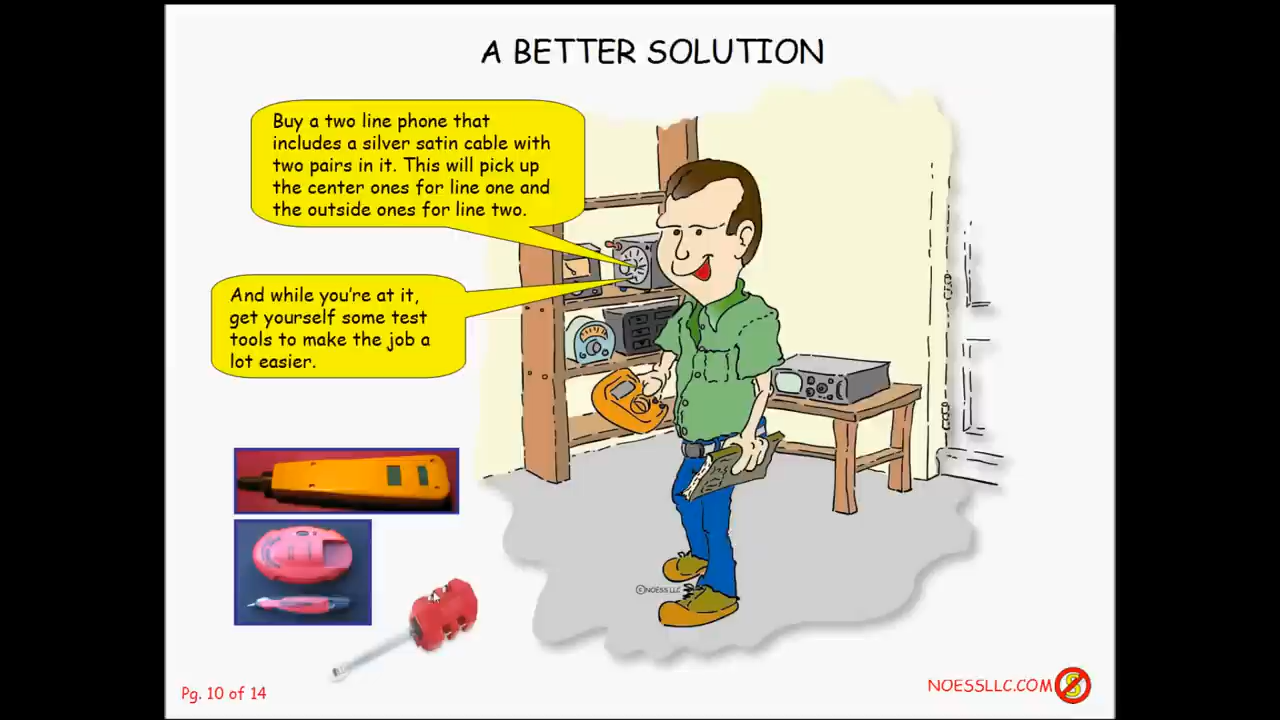 A BETTER SOLUTION
Buy a two line phone that
includes a silver satin cable with
two pairs in it. This will pick up
the center ones for line one and
the outside ones for line two.
And while you're at it,
get yourself some test
tools to make the job a
lot easier.
©NOESS LLC
Pg. 10 of 14
NOESSLLC.COM